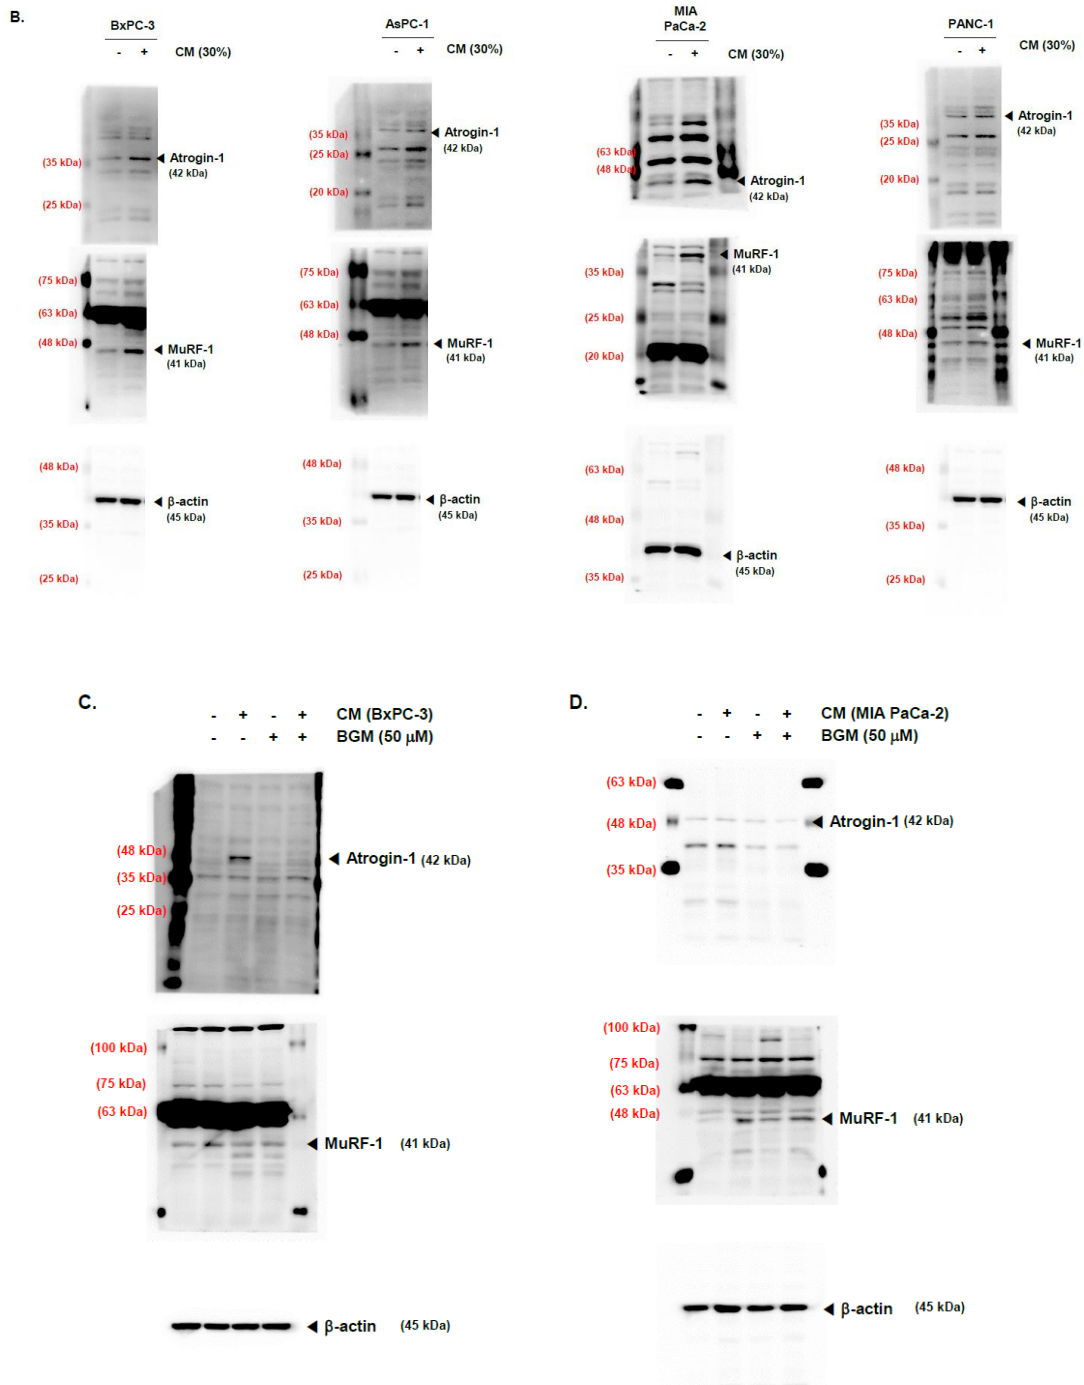 B.
BxPC-3
- + CM (30%)
(35 kDa)
(25 kDa)
Atrogin-1
(42 kDa)
(75 kDa)
(63 kDa)
(48 kDa)
MuRF-1
(41 kDa)
(48 kDa)
(35 kDa)
(25 kDa)
β-actin
(45 kDa)
AsPC-1
- + CM (30%)
(35 kDa)
(25 kDa)
(20 kDa)
Atrogin-1
(42 kDa)
(75 kDa)
(63 kDa)
(48 kDa)
MuRF-1
(41 kDa)
(48 kDa)
(35 kDa)
(25 kDa)
β-actin
(45 kDa)
MIA
PaCa-2
- + CM (30%)
(63 kDa)
(48 kDa)
Atrogin-1
(42 kDa)
MuRF-1
(41 kDa)
(35 kDa)
(25 kDa)
(20 kDa)
(63 kDa)
(48 kDa)
(35 kDa)
β-actin
(45 kDa)
PANC-1
- + CM (30%)
(35 kDa)
(25 kDa)
(20 kDa)
Atrogin-1
(42 kDa)
(75 kDa)
(63 kDa)
(48 kDa)
MuRF-1
(41 kDa)
(48 kDa)
(35 kDa)
(25 kDa)
β-actin
(45 kDa)
C.
- + - + CM (BxPC-3)
- - + + BGM (50 μM)
(48 kDa)
(35 kDa)
(25 kDa)
Atrogin-1 (42 kDa)
(100 kDa)
(75 kDa)
(63 kDa)
MuRF-1 (41 kDa)
β-actin (45 kDa)
D.
- + - + CM (MIA PaCa-2)
- - + + BGM (50 μM)
(63 kDa)
(48 kDa)
(35 kDa)
Atrogin-1 (42 kDa)
(100 kDa)
(75 kDa)
(63 kDa)
(48 kDa)
MuRF-1 (41 kDa)
β-actin (45 kDa)